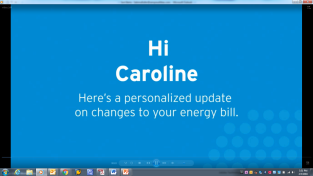 Hi
Caroline
Here's a personalized update
on changes to your energy bill.